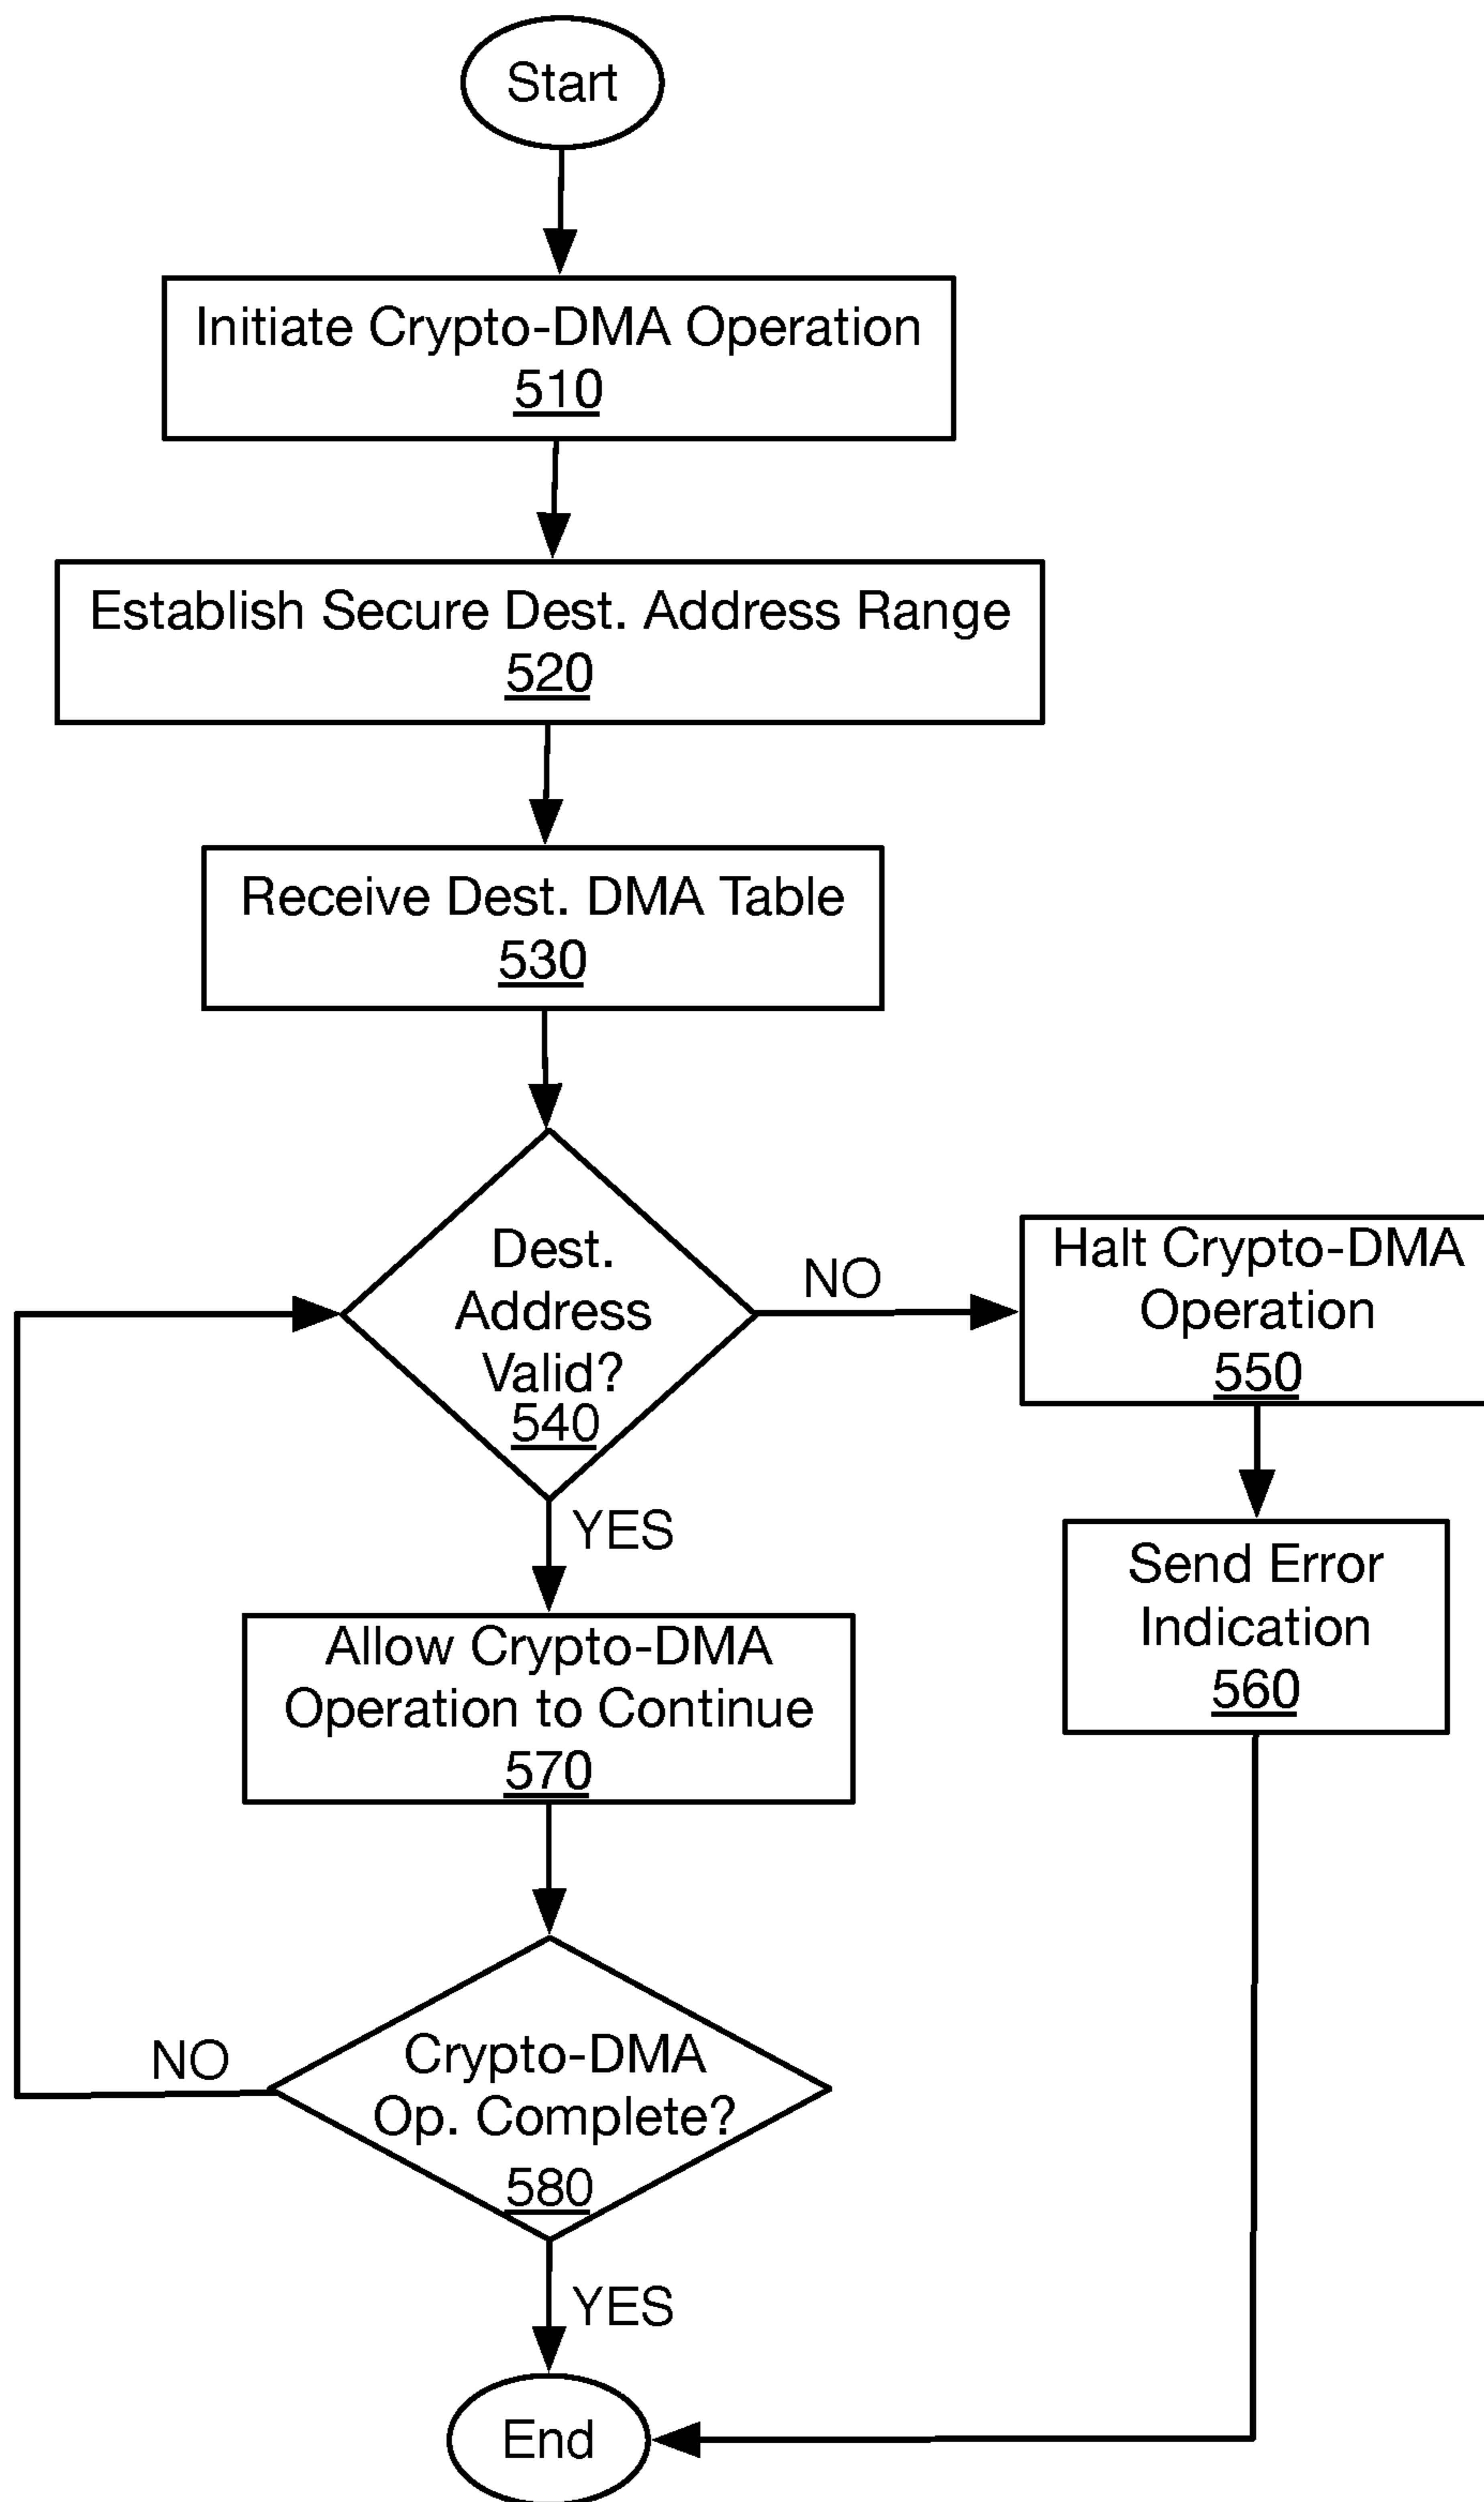 Start
Initiate Crypto-DMA Operation
510
Establish Secure Dest. Address Range
520
Receive Dest. DMA Table
530
Dest.
Address
Valid?
540
NO
Halt Crypto-DMA
Operation
550
YES
Send Error
Indication
560
Allow Crypto-DMA
Operation to Continue
570
NO
Crypto-DMA
Op. Complete?
580
YES
End